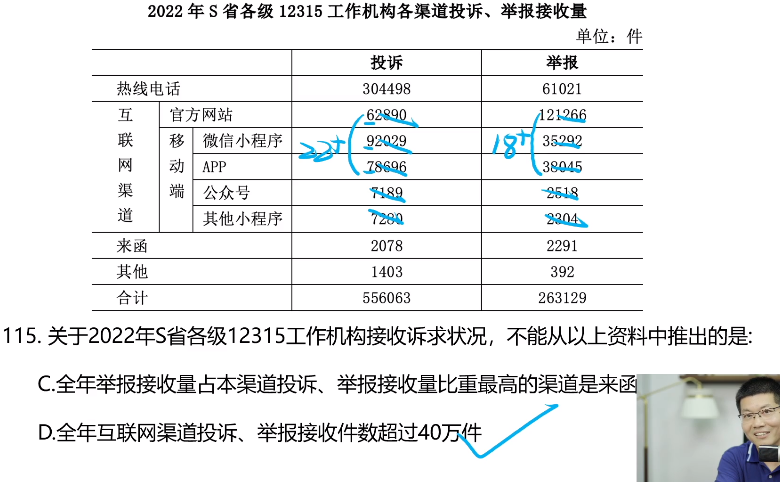 2022 年 S 省各级 12315 工作机构各渠道投诉、举报接收量
单位：件
投诉 举报
热线电话 304498 61021
互联网渠道 官方网站 62890 121266
移动端 微信小程序 92029 35292
APP 78696 38045
公众号 7189 2518
其他小程序 7280 2304
来函 2078 2291
其他 1403 392
合计 556063 263129
22+
18+
115. 关于2022年S省各级12315工作机构接收诉求状况，不能从以上资料中推出的是:
C.全年举报接收量占本渠道投诉、举报接收量比重最高的渠道是来函
D.全年互联网渠道投诉、举报接收件数超过40万件